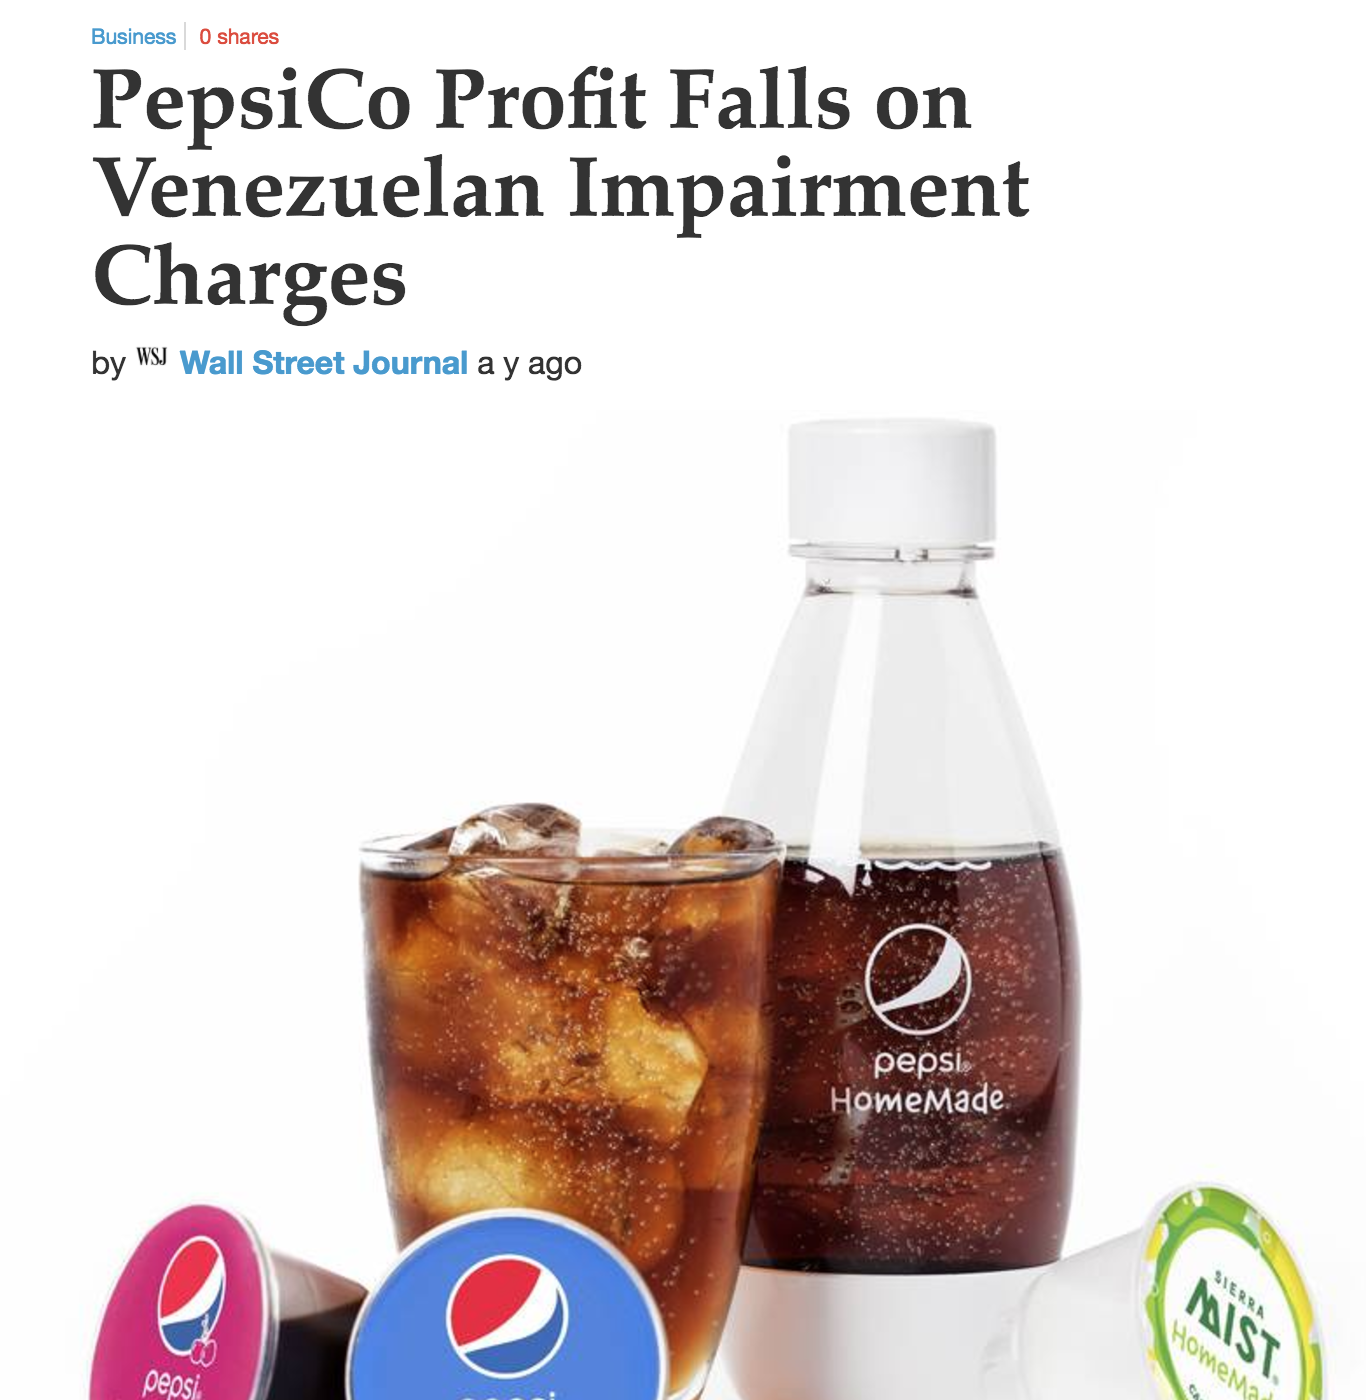 Business 0 shares
PepsiCo Profit Falls on
Venezuelan Impairment
Charges
by WSJ Wall Street Journal a y ago
pepsi
HomeMade
pepsi
SIERRA
MIST
HomeMa